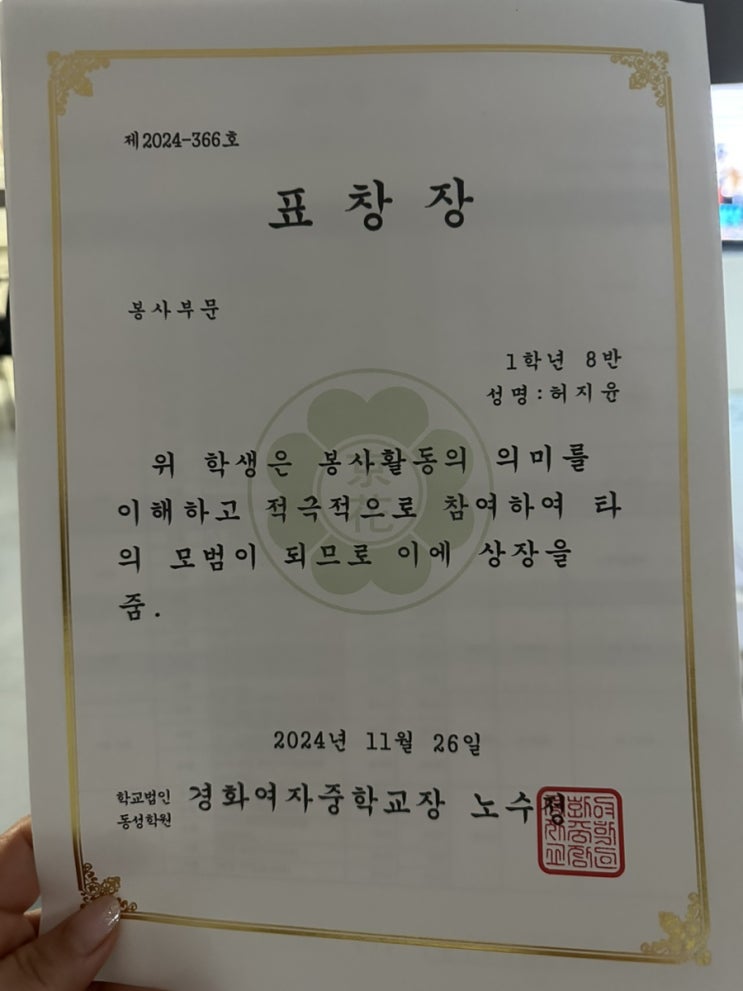 제2024-366호
표 창 장
봉사부문
1학년 8반
성명:허지윤
위 학생은 봉사활동의 의미를
이해하고 적극적으로 참여하여 타
의 모범이 되므로 이에 상장을
줌.
2024년 11월 26일
학교법인
동성학원
경화여자중학교장 노수정